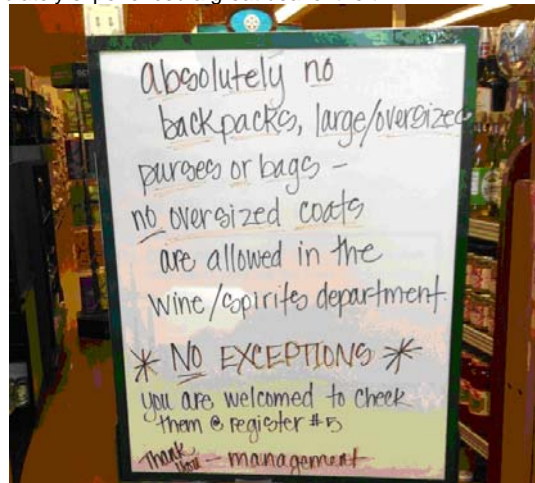 absolutely no
backpacks, large/oversized
purses or bags -
no oversized coats
are allowed in the
wine/spirits department
* NO EXCEPTIONS *
you are welcomed to check
them @ register #5
Thank you - management